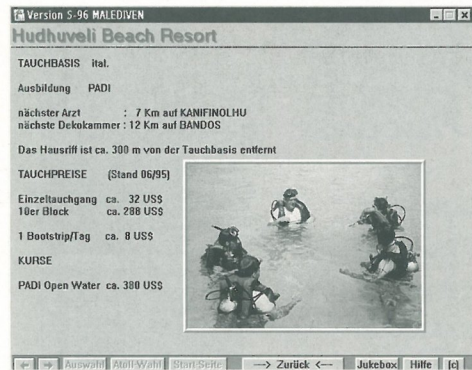 Version S-96 MALEDIVEN
Hudhuveli Beach Resort
TAUCHBASIS ital.
Ausbildung PADI
nächster Arzt : 7 Km auf KANIFINOLHU
nächste Dekokammer : 12 Km auf BANDOS
Das Hausriff ist ca. 300 m von der Tauchbasis entfernt
TAUCHPREISE (Stand 06/95)
Einzeltauchgang ca. 32 US$
10er Block ca. 288 US$
1 Bootstrip/Tag ca. 8 US$
KURSE
PADI Open Water ca. 380 US$
Auswahl Atoll-Wahl Start-Seite ---> Zurück <--- Jukebox Hilfe (c)